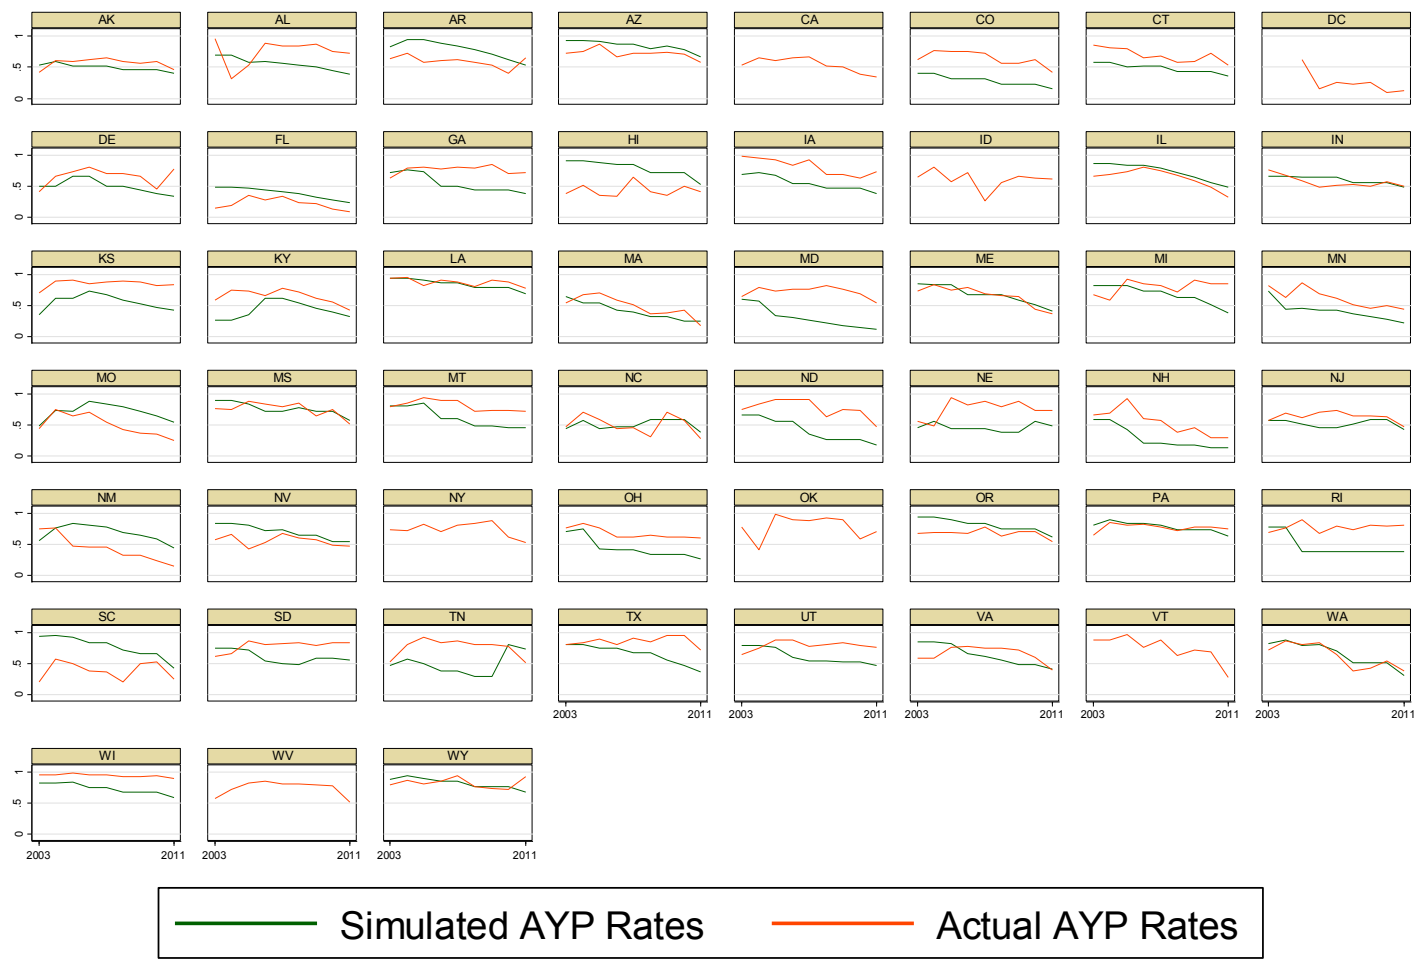 AK AL AR AZ CA CO CT DC
1
.5
0
DE FL GA HI IA ID IL IN
1
.5
0
KS KY LA MA MD ME MI MN
1
.5
0
MO MS MT NC ND NE NH NJ
1
.5
0
NM NV NY OH OK OR PA RI
1
.5
0
SC SD TN TX UT VA VT WA
1
.5
0
2003 2011 2003 2011 2003 2011 2003 2011 2003 2011
WI WV WY
1
.5
0
2003 2011 2003 2011 2003 2011
Simulated AYP Rates Actual AYP Rates